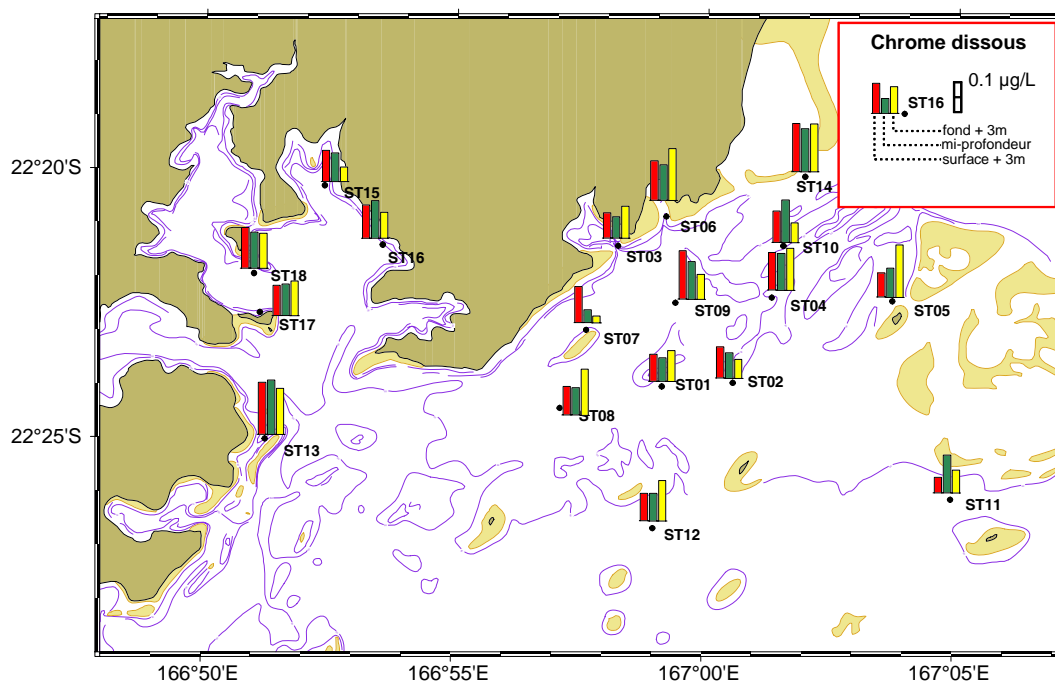 Chrome dissous
0.1 µg/L
ST16
fond + 3m
mi-profondeur
surface + 3m
22°20'S
ST15
ST14
ST16
ST06
ST03
ST10
ST18
ST04
ST05
ST09
ST17
ST07
ST01
ST02
ST08
22°25'S
ST13
ST11
ST12
166°50'E
166°55'E
167°00'E
167°05'E